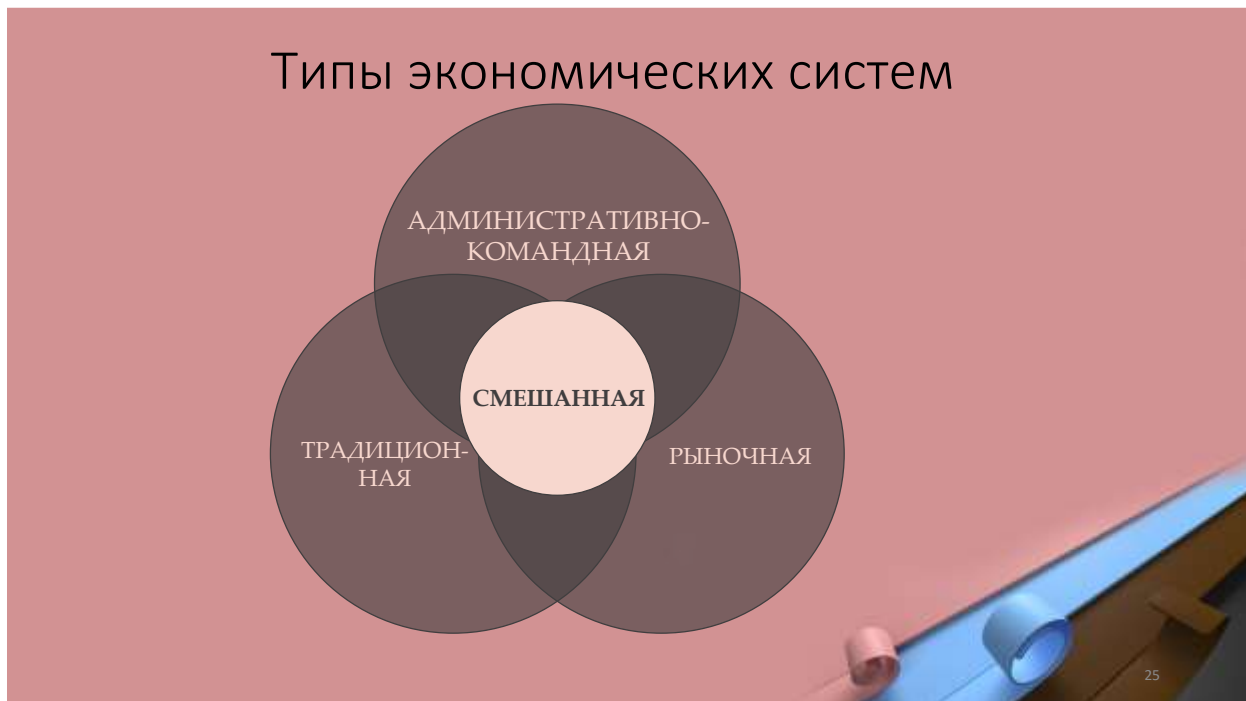 Типы экономических систем
АДМИНИСТРАТИВНО-
КОМАНДНАЯ
СМЕШАННАЯ
ТРАДИЦИОН-
НАЯ
РЫНОЧНАЯ
25